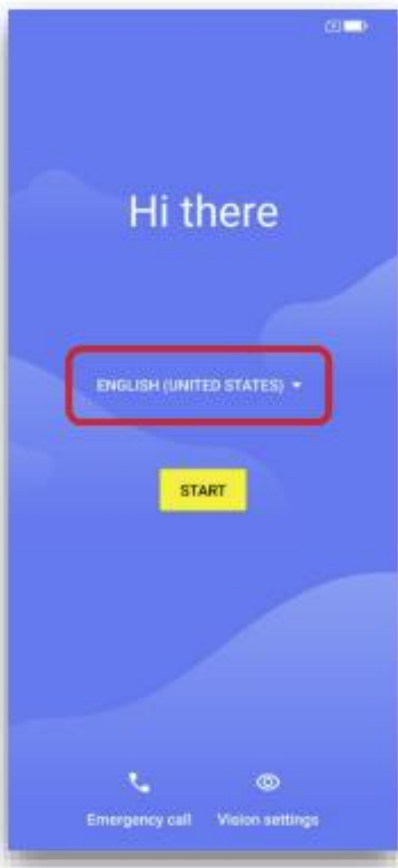 Hi there
ENGLISH (UNITED STATES)
START
Emergency call
Vision settings